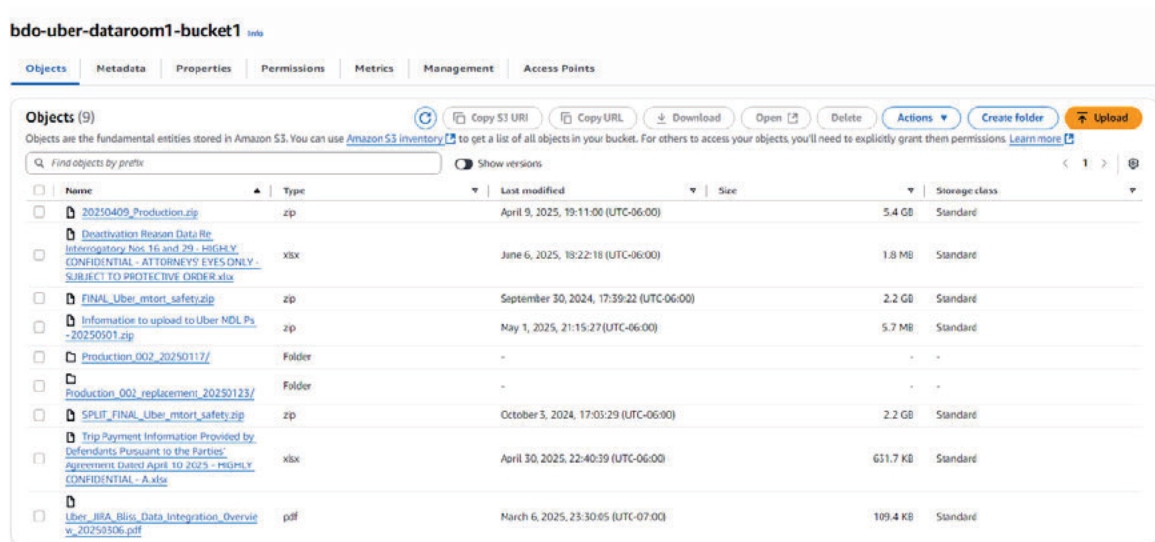 bdo-uber-dataroom1-bucket1 Info
Objects Metadata Properties Permissions Metrics Management Access Points
Objects (9)
Copy S3 URI Copy URL Download Open Delete Actions Create folder Upload
Objects are the fundamental entities stored in Amazon S3. You can use Amazon S3 inventory to get a list of all objects in your bucket. For others to access your objects, you'll need to explicitly grant them permissions. Learn more
Find objects by prefix Show versions 1
Name Type Last modified Size Storage class
20250409_Production.zip zip April 9, 2025, 19:11:00 (UTC-06:00) 5.4 GB Standard
Deactivation Reason Data Re
Interrogatory Nos 16 and 29 - HIGHLY
CONFIDENTIAL - ATTORNEYS' EYES ONLY -
SUBJECT TO PROTECTIVE ORDER.xlsx
xlsx June 6, 2025, 18:22:18 (UTC-06:00) 1.8 MB Standard
FINAL_Uber_mtort_safety.zip zip September 30, 2024, 17:39:22 (UTC-06:00) 2.2 GB Standard
Information to upload to Uber NDL Ps
-20250501.zip
zip May 1, 2025, 21:15:27 (UTC-06:00) 5.7 MB Standard
Production_002_20250117/ Folder - - -
Production_002_replacement_20250123/ Folder - - -
SPLIT_FINAL_Uber_mtort_safety.zip zip October 3, 2024, 17:03:29 (UTC-06:00) 2.2 GB Standard
Trip Payment Information Provided by
Defendants Pursuant to the Parties'
Agreement Dated April 10 2025 - HIGHLY
CONFIDENTIAL - A.xlsx
xlsx April 30, 2025, 22:40:39 (UTC-06:00) 631.7 KB Standard
Uber_JIRA_Bliss_Data_Integration_Overvie
w_20250306.pdf
pdf March 6, 2025, 23:30:05 (UTC-07:00) 109.4 KB Standard